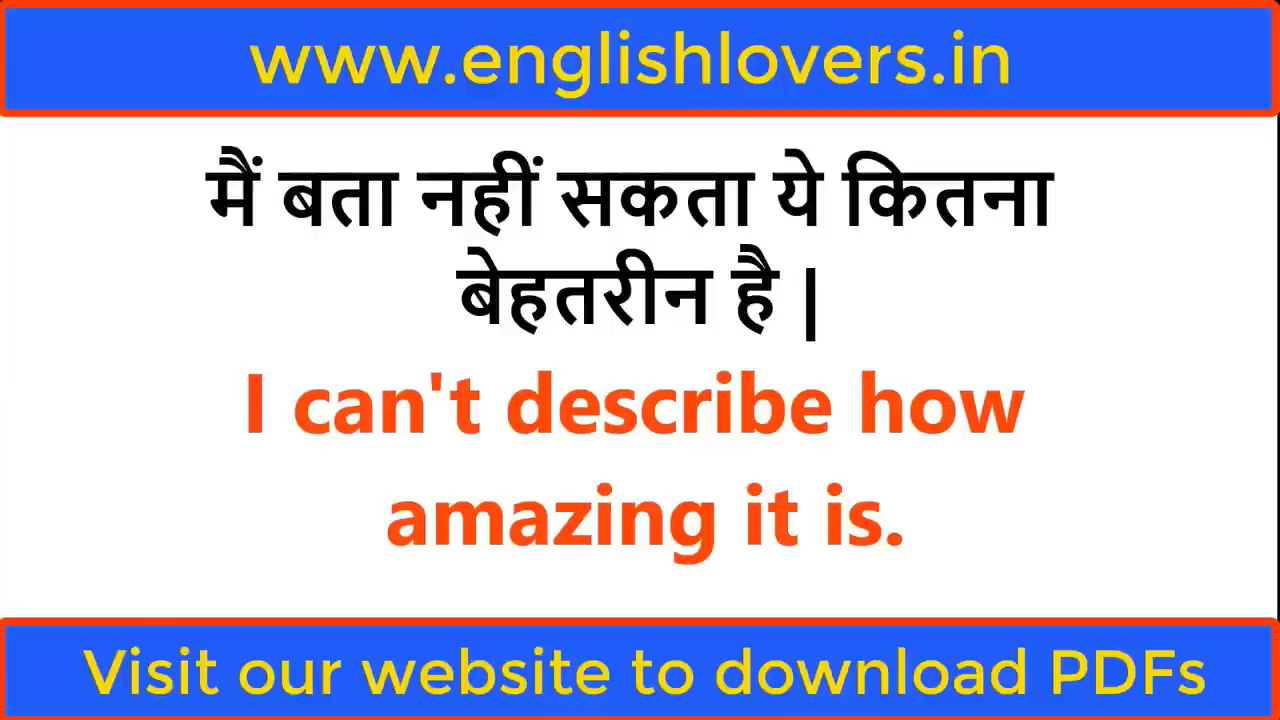 www.englishlovers.in
मैं बता नहीं सकता ये कितना
बेहतरीन है |
I can't describe how
amazing it is.
Visit our website to download PDFs